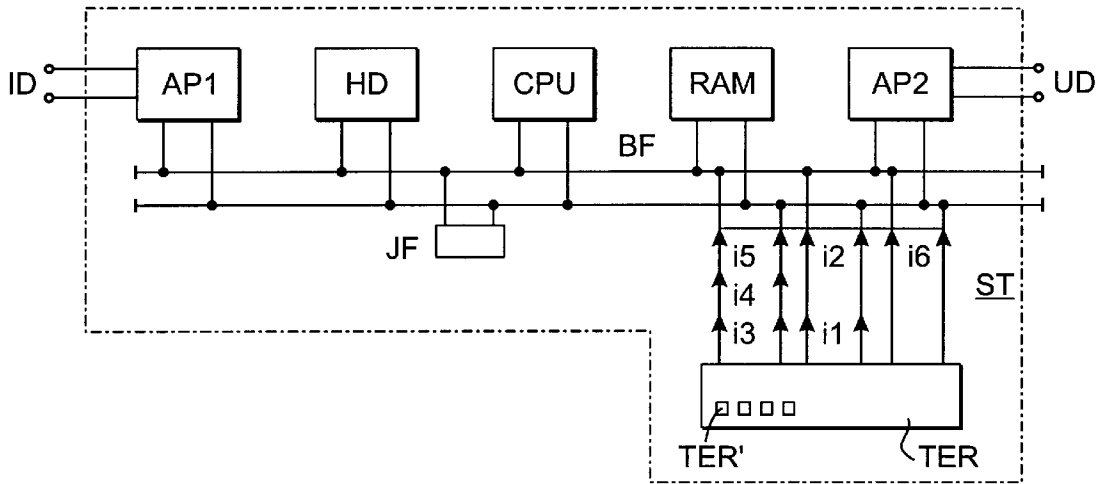 ID
AP1
HD
CPU
RAM
AP2
UD
BF
JF
i5
i2
i6
i4
ST
i3
i1
TER'
TER